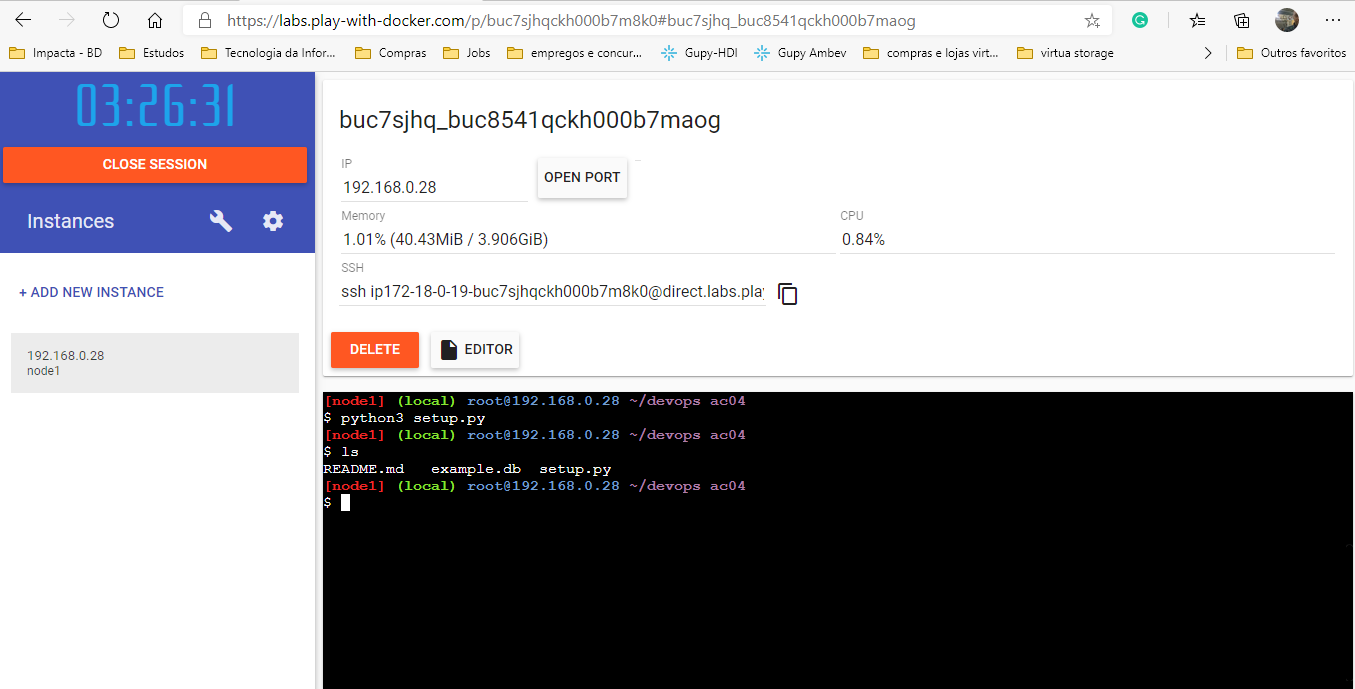 https://labs.play-with-docker.com/p/buc7sjhqckh000b7m8k0#buc7sjhq_buc8541qckh000b7maog
Impacta - BD Estudos Tecnologia da Infor... Compras Jobs empregos e concur... Gupy-HDI Gupy Ambev compras e lojas virt... virtua storage Outros favoritos
03:26:31
CLOSE SESSION
Instances
+ ADD NEW INSTANCE
192.168.0.28
node1
buc7sjhq_buc8541qckh000b7maog
IP
192.168.0.28
OPEN PORT
Memory
1.01% (40.43MiB / 3.906GiB)
CPU
0.84%
SSH
ssh ip172-18-0-19-buc7sjhqckh000b7m8k0@direct.labs.play
DELETE
EDITOR
[node1] (local) root@192.168.0.28 ~/devops ac04
$ python3 setup.py
[node1] (local) root@192.168.0.28 ~/devops ac04
$ ls
README.md example.db setup.py
[node1] (local) root@192.168.0.28 ~/devops ac04
$